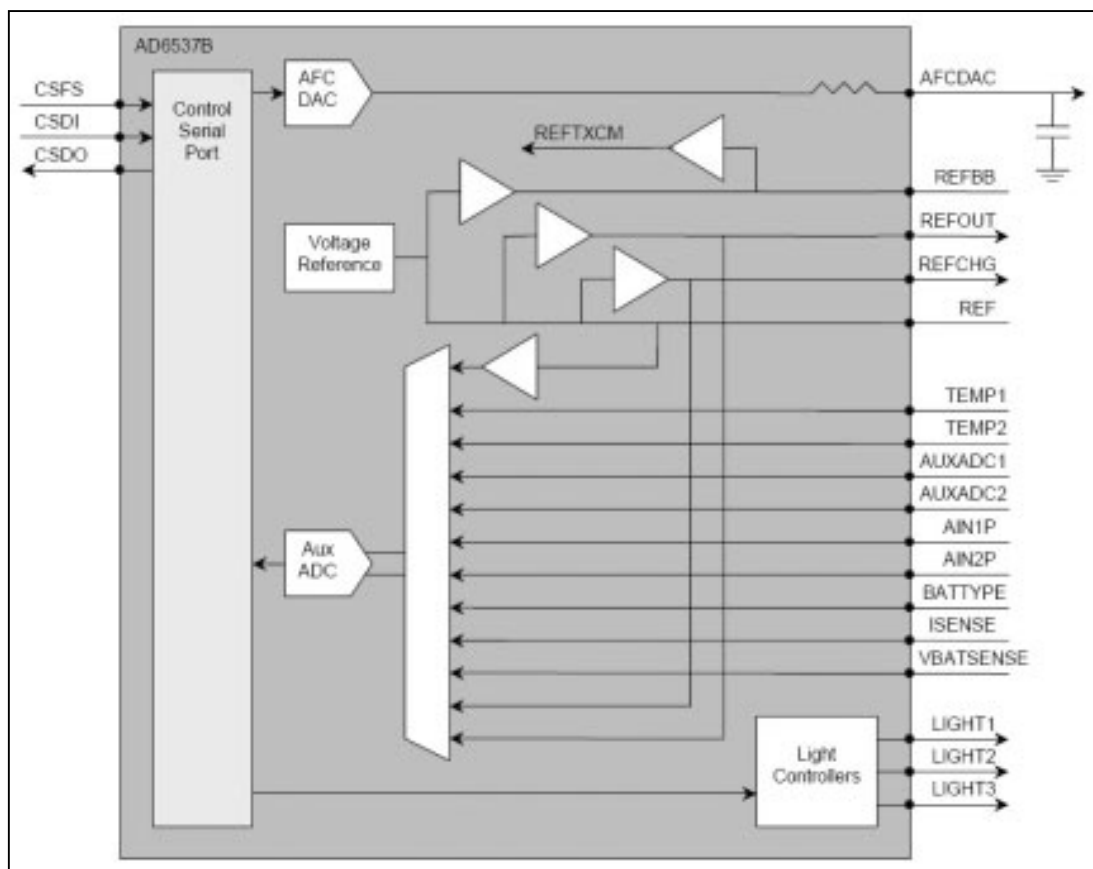 AD6537B
CSFS
CSDI
CSDO
Control
Serial
Port
AFC
DAC
AFCDAC
REFTXCM
REFBB
REFOUT
Voltage
Reference
REFCHG
REF
TEMP1
TEMP2
AUXADC1
AUXADC2
AIN1P
Aux
ADC
AIN2P
BATTYPE
ISENSE
VBATSENSE
LIGHT1
Light
Controllers
LIGHT2
LIGHT3